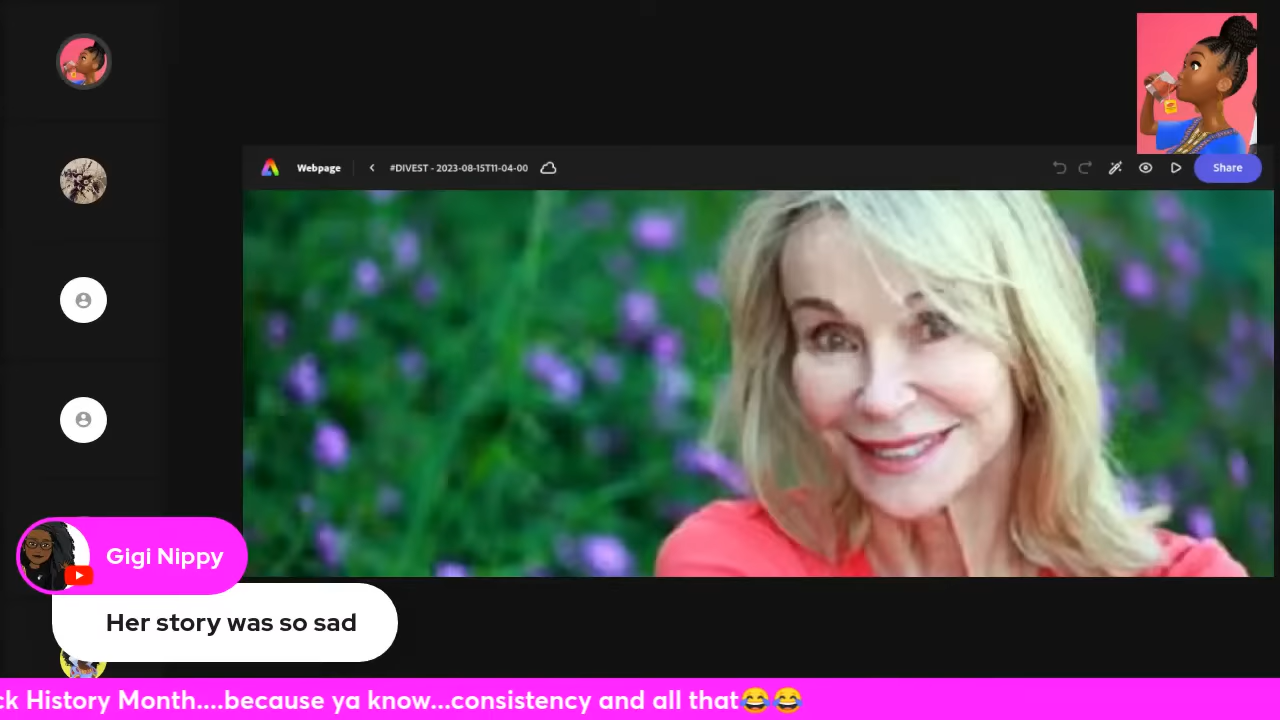 Webpage
#DIVEST - 2023-08-15T11-04-00
Share
Gigi Nippy
Her story was so sad
ck History Month....because ya know...consistency and all that😂😂